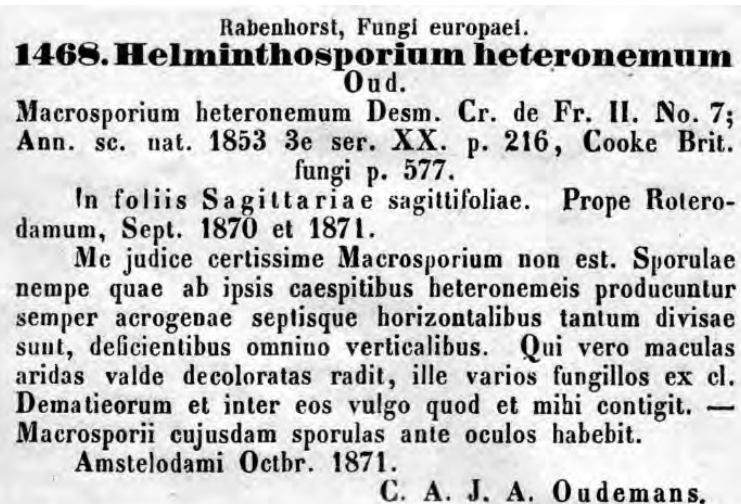 Rabenhorst, Fungi europaei.
1468. Helminthosporium heteronemum
Oud.
Macrosporium heteronemum Desm. Cr. de Fr. II. No. 7;
Ann. sc. nat. 1853 3e ser. XX. p. 216, Cooke Brit.
fungi p. 577.
In foliis Sagittariae sagittifoliae. Prope Rotero-
damum, Sept. 1870 et 1871.
Me judice certissime Macrosporium non est. Sporulae
nempe quae ab ipsis caespitibus heteronemeis producuntur
semper acrogenae septisque horizontalibus tantum divisae
sunt, deficientibus omnino verticalibus. Qui vero maculas
aridas valde decoloratas radit, ille varios fungillos ex cl.
Dematieorum et inter eos vulgo quod et mihi contigit. —
Macrosporii cujusdam sporulas ante oculos habebit.
Amstelodami Octbr. 1871.
C. A. J. A. Oudemans.